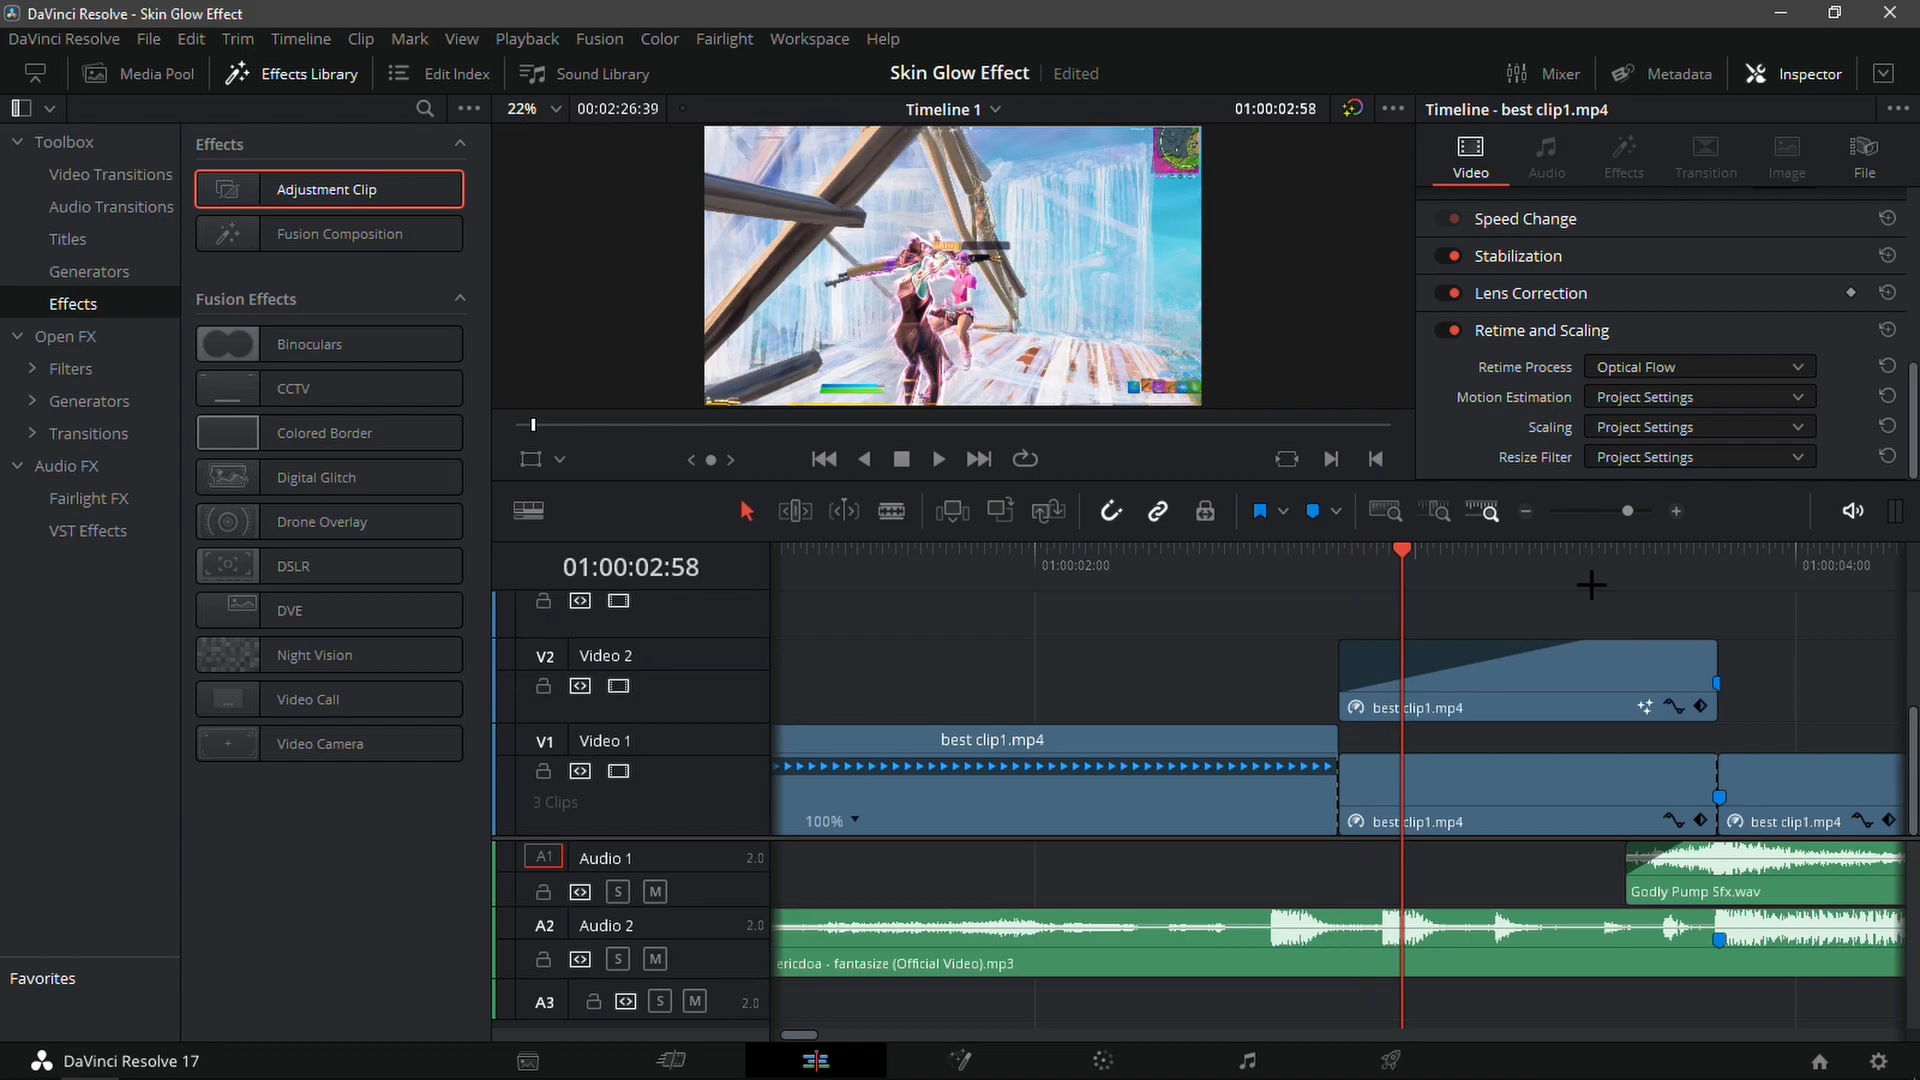 DaVinci Resolve - Skin Glow Effect
DaVinci Resolve File Edit Trim Timeline Clip Mark View Playback Fusion Color Fairlight Workspace Help
Media Pool Effects Library Edit Index Sound Library Skin Glow Effect Edited Mixer Metadata Inspector
22% 00:02:26:39 Timeline 1 01:00:02:58 Timeline - best clip1.mp4
Toolbox
Video Transitions
Audio Transitions
Titles
Generators
Effects
Open FX
Filters
Generators
Transitions
Audio FX
Fairlight FX
VST Effects
Favorites
Effects
Adjustment Clip
Fusion Composition
Fusion Effects
Binoculars
CCTV
Colored Border
Digital Glitch
Drone Overlay
DSLR
DVE
Night Vision
Video Call
Video Camera
Video Audio Effects Transition Image File
Speed Change
Stabilization
Lens Correction
Retime and Scaling
Retime Process Optical Flow
Motion Estimation Project Settings
Scaling Project Settings
Resize Filter Project Settings
01:00:02:58 01:00:02:00 01:00:04:00
V2 Video 2
best clip1.mp4
V1 Video 1 best clip1.mp4
3 Clips
100% best clip1.mp4 best clip1.mp4
A1 Audio 1 2.0
S M Godly Pump Sfx.wav
A2 Audio 2 2.0
S M ericdoa - fantasize (Official Video).mp3
A3 S M 2.0
DaVinci Resolve 17